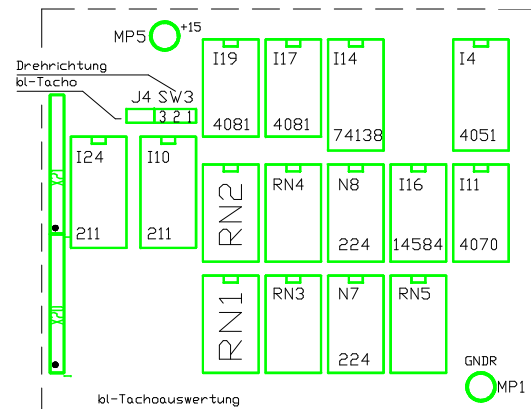 MP5 +15
Drehrichtung
bl-Tacho
J4 SW3
3 2 1
I19 I17 I14 I4
4081 4081 74138 4051
I24 I10
211 211
RN2 RN4 N8 I16 I11
224 14584 4070
RN1 RN3 N7 RN5
224
GNDR
MP1
bl-Tachoauswertung